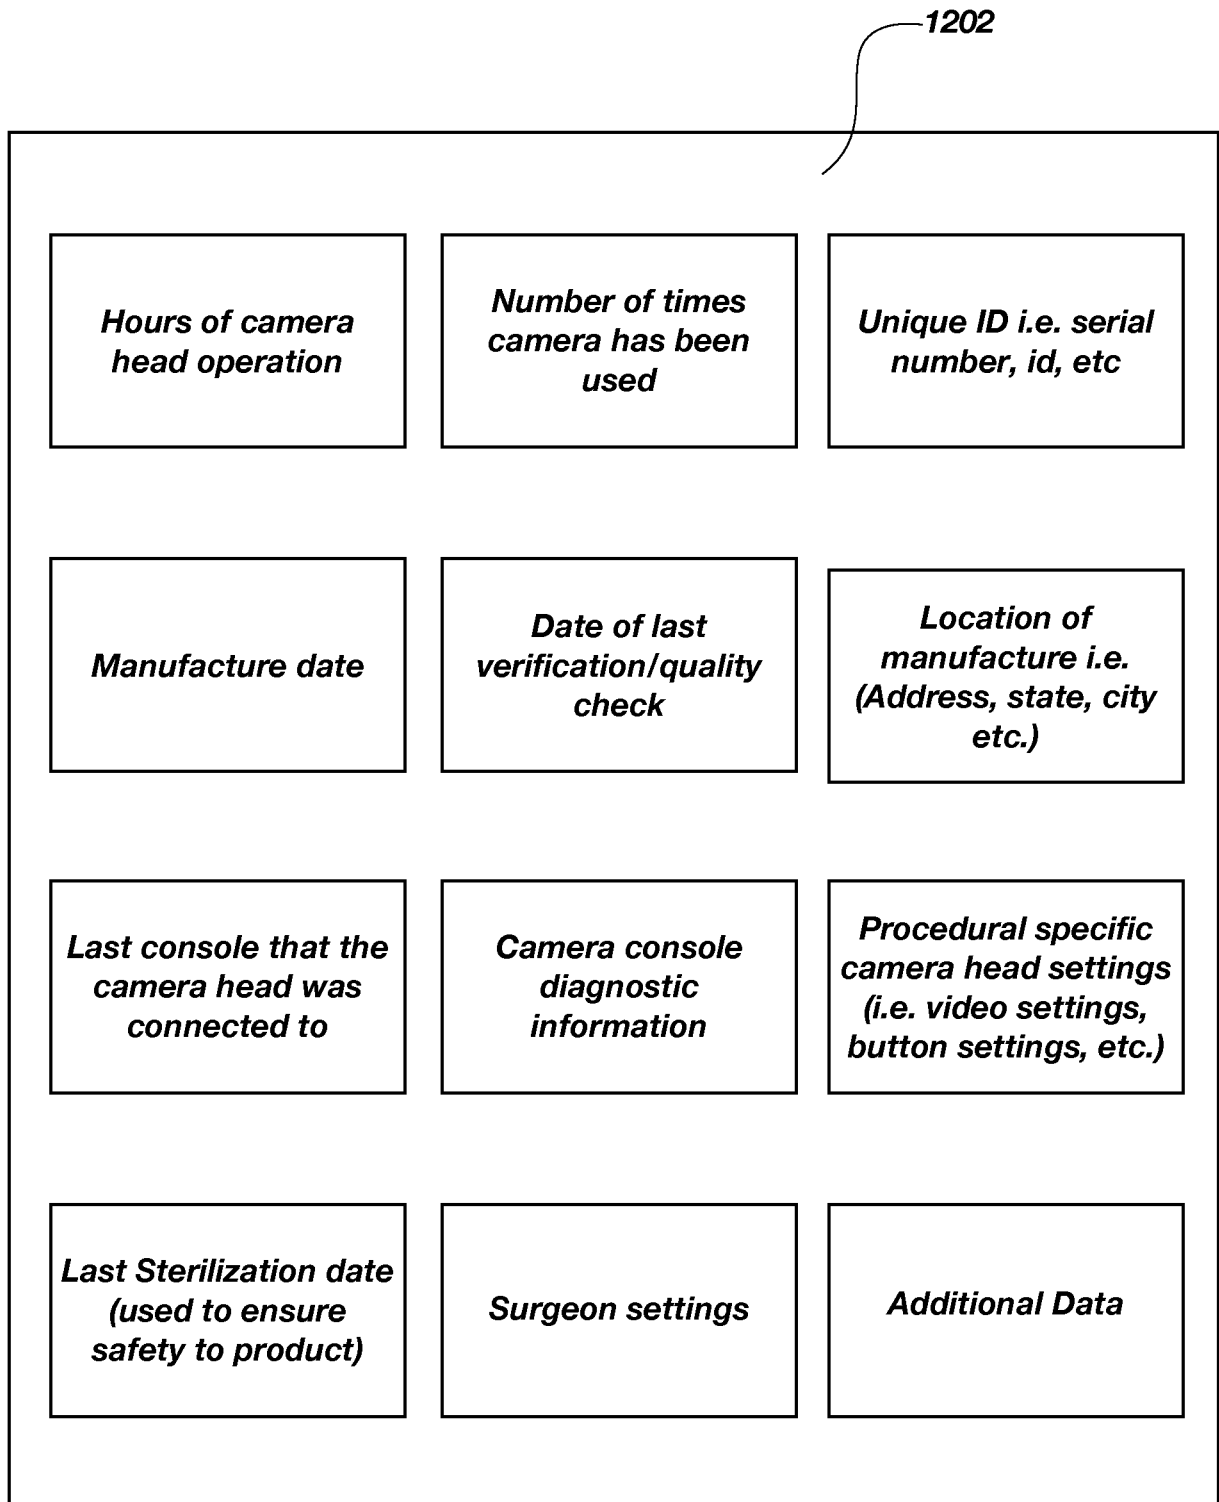 1202
Hours of camera
head operation
Number of times
camera has been
used
Unique ID i.e. serial
number, id, etc
Manufacture date
Date of last
verification/quality
check
Location of
manufacture i.e.
(Address, state, city
etc.)
Last console that the
camera head was
connected to
Camera console
diagnostic
information
Procedural specific
camera head settings
(i.e. video settings,
button settings, etc.)
Last Sterilization date
(used to ensure
safety to product)
Surgeon settings
Additional Data